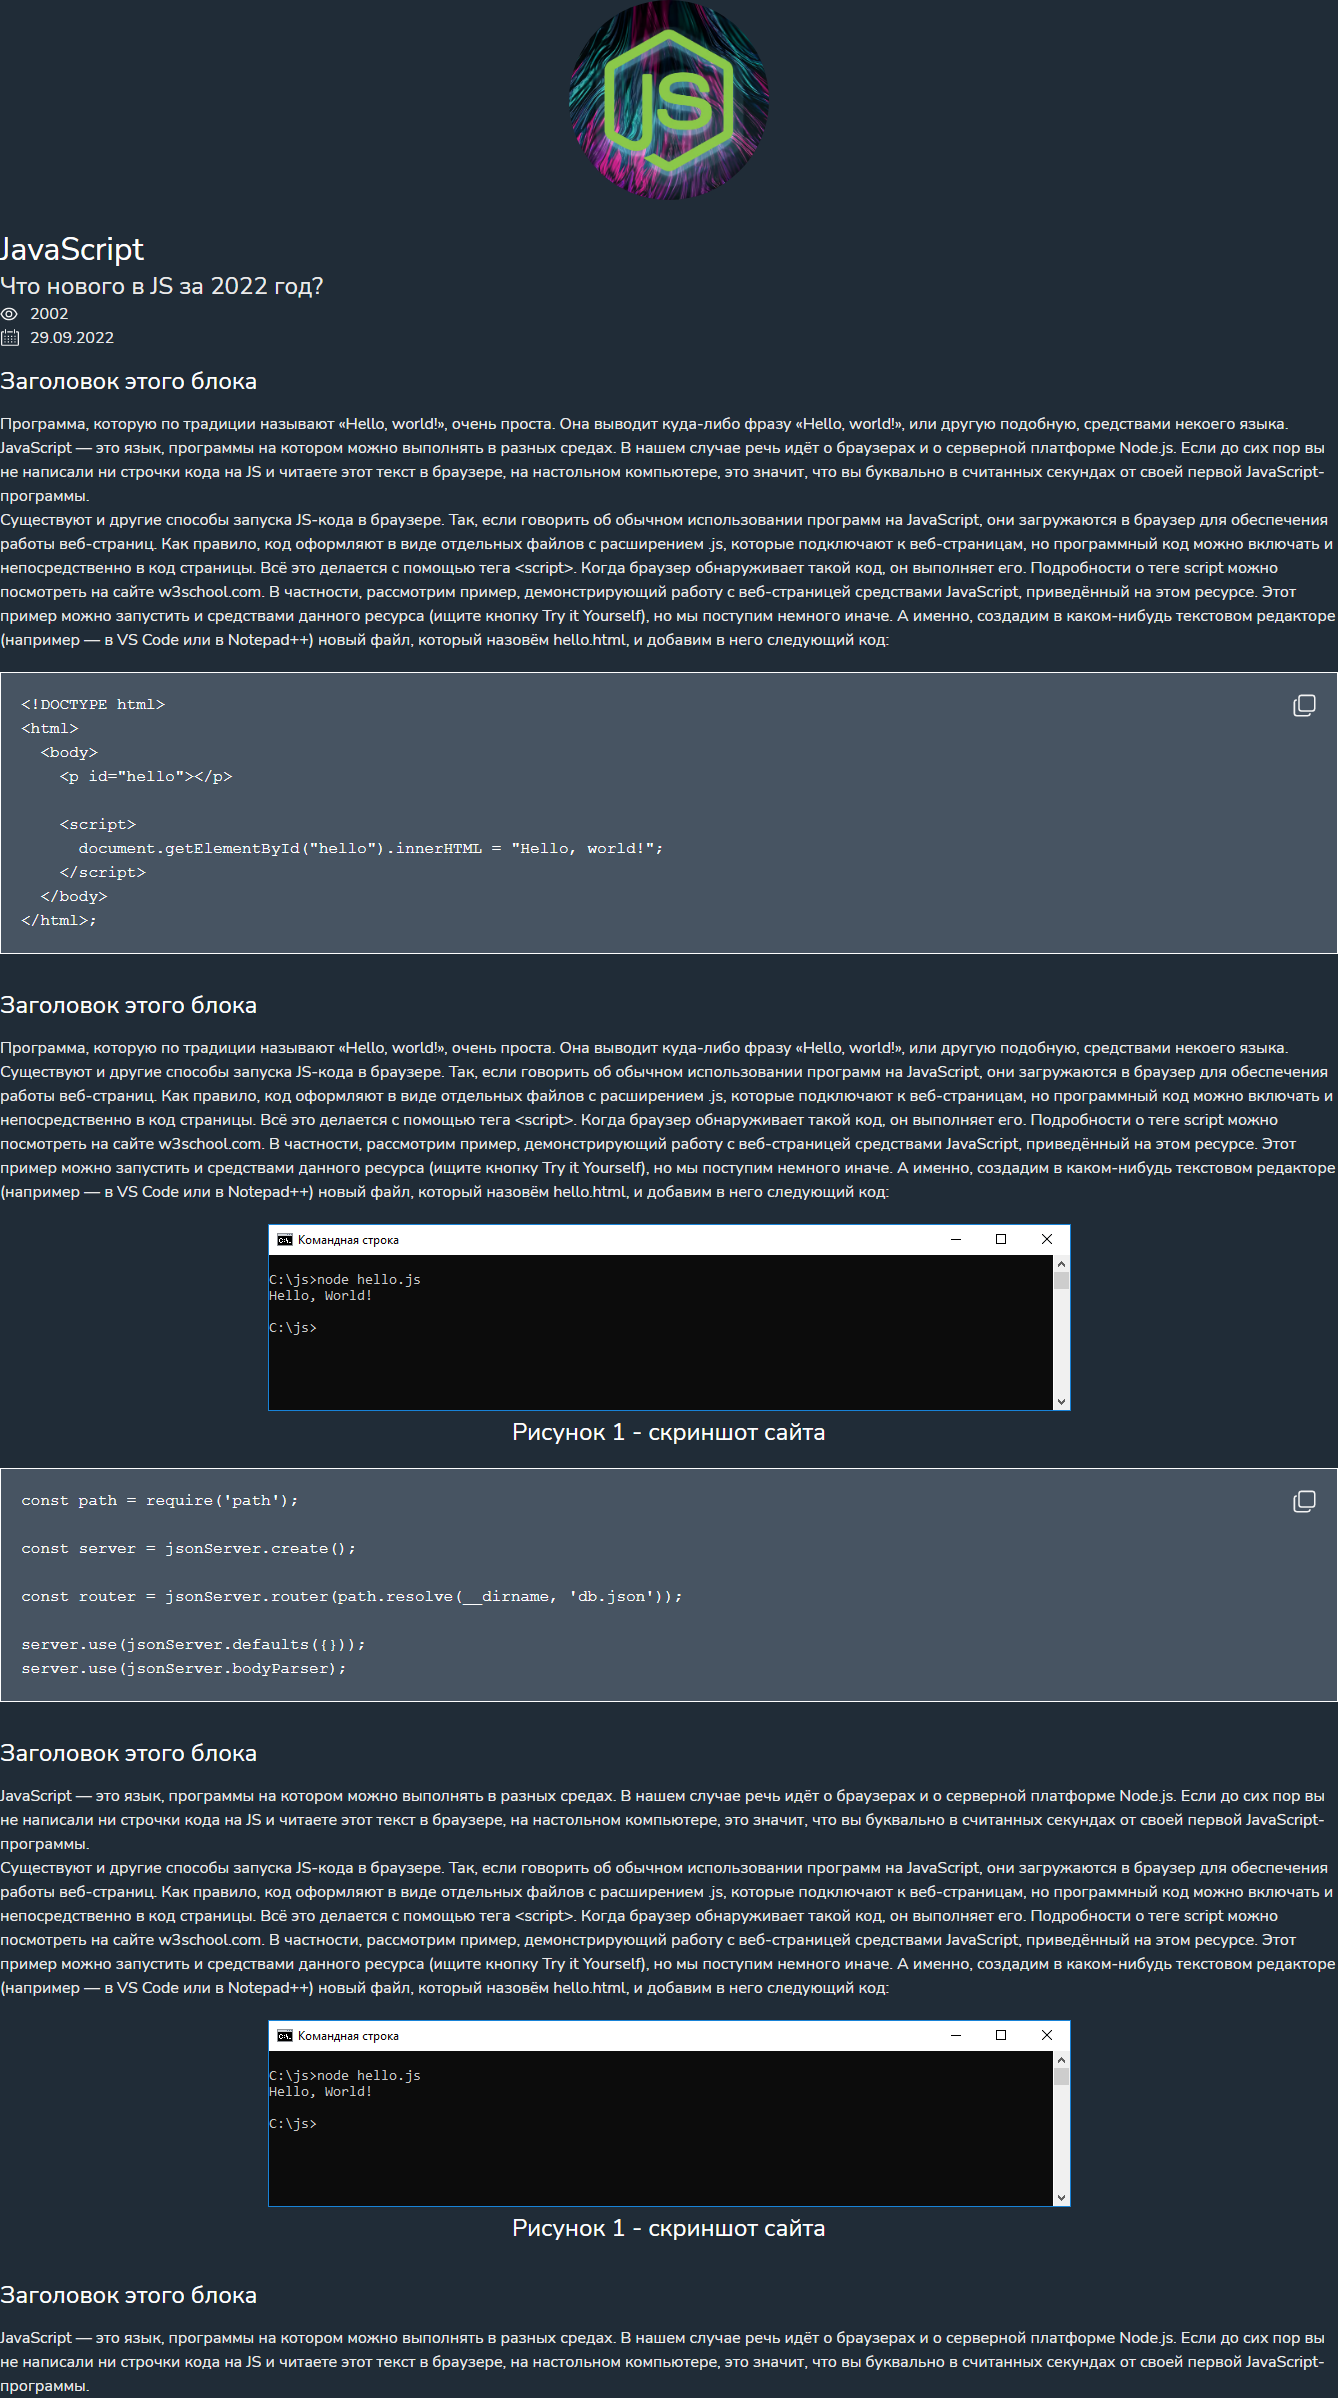 JS
JavaScript
Что нового в JS за 2022 год?
2002
29.09.2022
Заголовок этого блока
Программа, которую по традиции называют «Hello, world!», очень проста. Она выводит куда-либо фразу «Hello, world!», или другую подобную, средствами некоего языка.
JavaScript — это язык, программы на котором можно выполнять в разных средах. В нашем случае речь идёт о браузерах и о серверной платформе Node.js. Если до сих пор вы
не написали ни строчки кода на JS и читаете этот текст в браузере, на настольном компьютере, это значит, что вы буквально в считанных секундах от своей первой JavaScript-
программы.
Существуют и другие способы запуска JS-кода в браузере. Так, если говорить об обычном использовании программ на JavaScript, они загружаются в браузер для обеспечения
работы веб-страниц. Как правило, код оформляют в виде отдельных файлов с расширением .js, которые подключают к веб-страницам, но программный код можно включать и
непосредственно в код страницы. Всё это делается с помощью тега <script>. Когда браузер обнаруживает такой код, он выполняет его. Подробности о теге script можно
посмотреть на сайте w3school.com. В частности, рассмотрим пример, демонстрирующий работу с веб-страницей средствами JavaScript, приведённый на этом ресурсе. Этот
пример можно запустить и средствами данного ресурса (ищите кнопку Try it Yourself), но мы поступим немного иначе. А именно, создадим в каком-нибудь текстовом редакторе
(например — в VS Code или в Notepad++) новый файл, который назовём hello.html, и добавим в него следующий код:
<!DOCTYPE html>
<html>
<body>
<p id="hello"></p>
<script>
document.getElementById("hello").innerHTML = "Hello, world!";
</script>
</body>
</html>;
Заголовок этого блока
Программа, которую по традиции называют «Hello, world!», очень проста. Она выводит куда-либо фразу «Hello, world!», или другую подобную, средствами некоего языка.
Существуют и другие способы запуска JS-кода в браузере. Так, если говорить об обычном использовании программ на JavaScript, они загружаются в браузер для обеспечения
работы веб-страниц. Как правило, код оформляют в виде отдельных файлов с расширением .js, которые подключают к веб-страницам, но программный код можно включать и
непосредственно в код страницы. Всё это делается с помощью тега <script>. Когда браузер обнаруживает такой код, он выполняет его. Подробности о теге script можно
посмотреть на сайте w3school.com. В частности, рассмотрим пример, демонстрирующий работу с веб-страницей средствами JavaScript, приведённый на этом ресурсе. Этот
пример можно запустить и средствами данного ресурса (ищите кнопку Try it Yourself), но мы поступим немного иначе. А именно, создадим в каком-нибудь текстовом редакторе
(например — в VS Code или в Notepad++) новый файл, который назовём hello.html, и добавим в него следующий код:
C:\. Командная строка
C:\js>node hello.js
Hello, World!
C:\js>
Рисунок 1 - скриншот сайта
const path = require('path');
const server = jsonServer.create();
const router = jsonServer.router(path.resolve(__dirname, 'db.json'));
server.use(jsonServer.defaults({}));
server.use(jsonServer.bodyParser);
Заголовок этого блока
JavaScript — это язык, программы на котором можно выполнять в разных средах. В нашем случае речь идёт о браузерах и о серверной платформе Node.js. Если до сих пор вы
не написали ни строчки кода на JS и читаете этот текст в браузере, на настольном компьютере, это значит, что вы буквально в считанных секундах от своей первой JavaScript-
программы.
Существуют и другие способы запуска JS-кода в браузере. Так, если говорить об обычном использовании программ на JavaScript, они загружаются в браузер для обеспечения
работы веб-страниц. Как правило, код оформляют в виде отдельных файлов с расширением .js, которые подключают к веб-страницам, но программный код можно включать и
непосредственно в код страницы. Всё это делается с помощью тега <script>. Когда браузер обнаруживает такой код, он выполняет его. Подробности о теге script можно
посмотреть на сайте w3school.com. В частности, рассмотрим пример, демонстрирующий работу с веб-страницей средствами JavaScript, приведённый на этом ресурсе. Этот
пример можно запустить и средствами данного ресурса (ищите кнопку Try it Yourself), но мы поступим немного иначе. А именно, создадим в каком-нибудь текстовом редакторе
(например — в VS Code или в Notepad++) новый файл, который назовём hello.html, и добавим в него следующий код:
C:\. Командная строка
C:\js>node hello.js
Hello, World!
C:\js>
Рисунок 1 - скриншот сайта
Заголовок этого блока
JavaScript — это язык, программы на котором можно выполнять в разных средах. В нашем случае речь идёт о браузерах и о серверной платформе Node.js. Если до сих пор вы
не написали ни строчки кода на JS и читаете этот текст в браузере, на настольном компьютере, это значит, что вы буквально в считанных секундах от своей первой JavaScript-
программы.